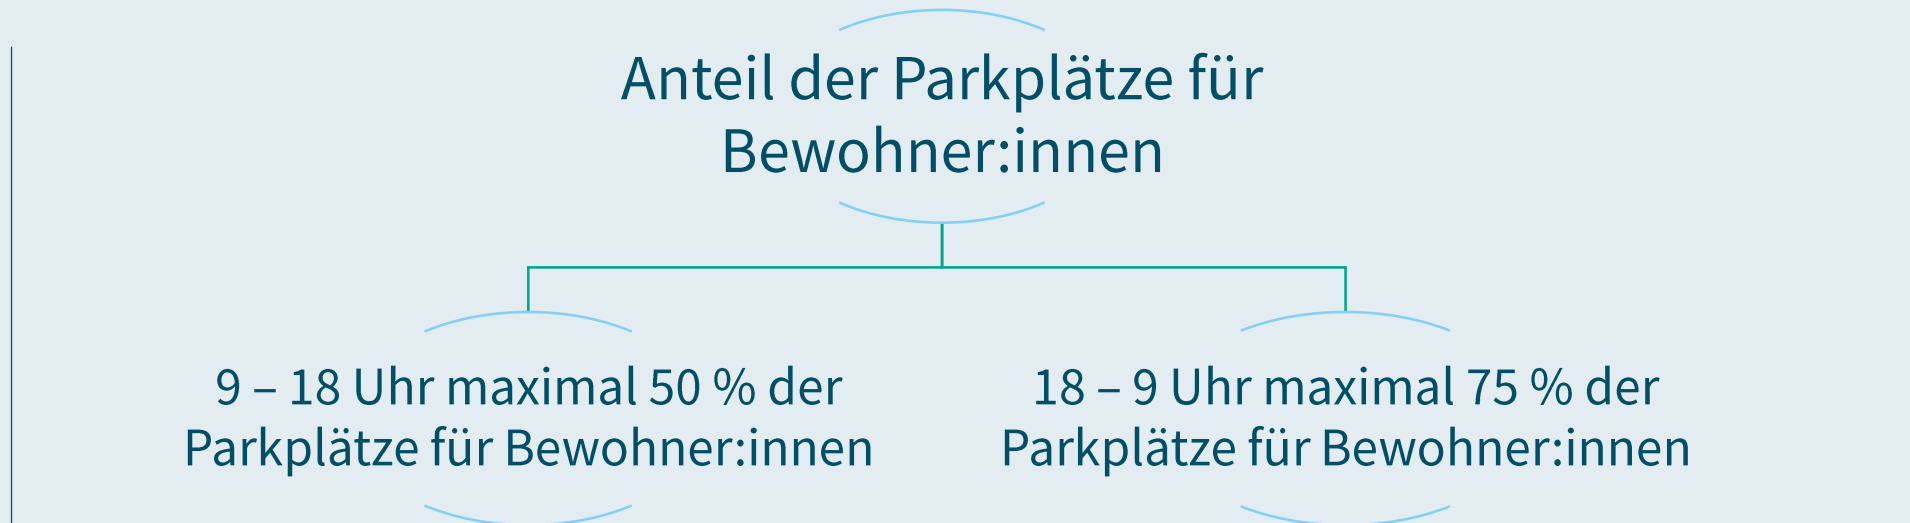 Anteil der Parkplätze für
Bewohner:innen
9 – 18 Uhr maximal 50 % der
Parkplätze für Bewohner:innen
18 – 9 Uhr maximal 75 % der
Parkplätze für Bewohner:innen